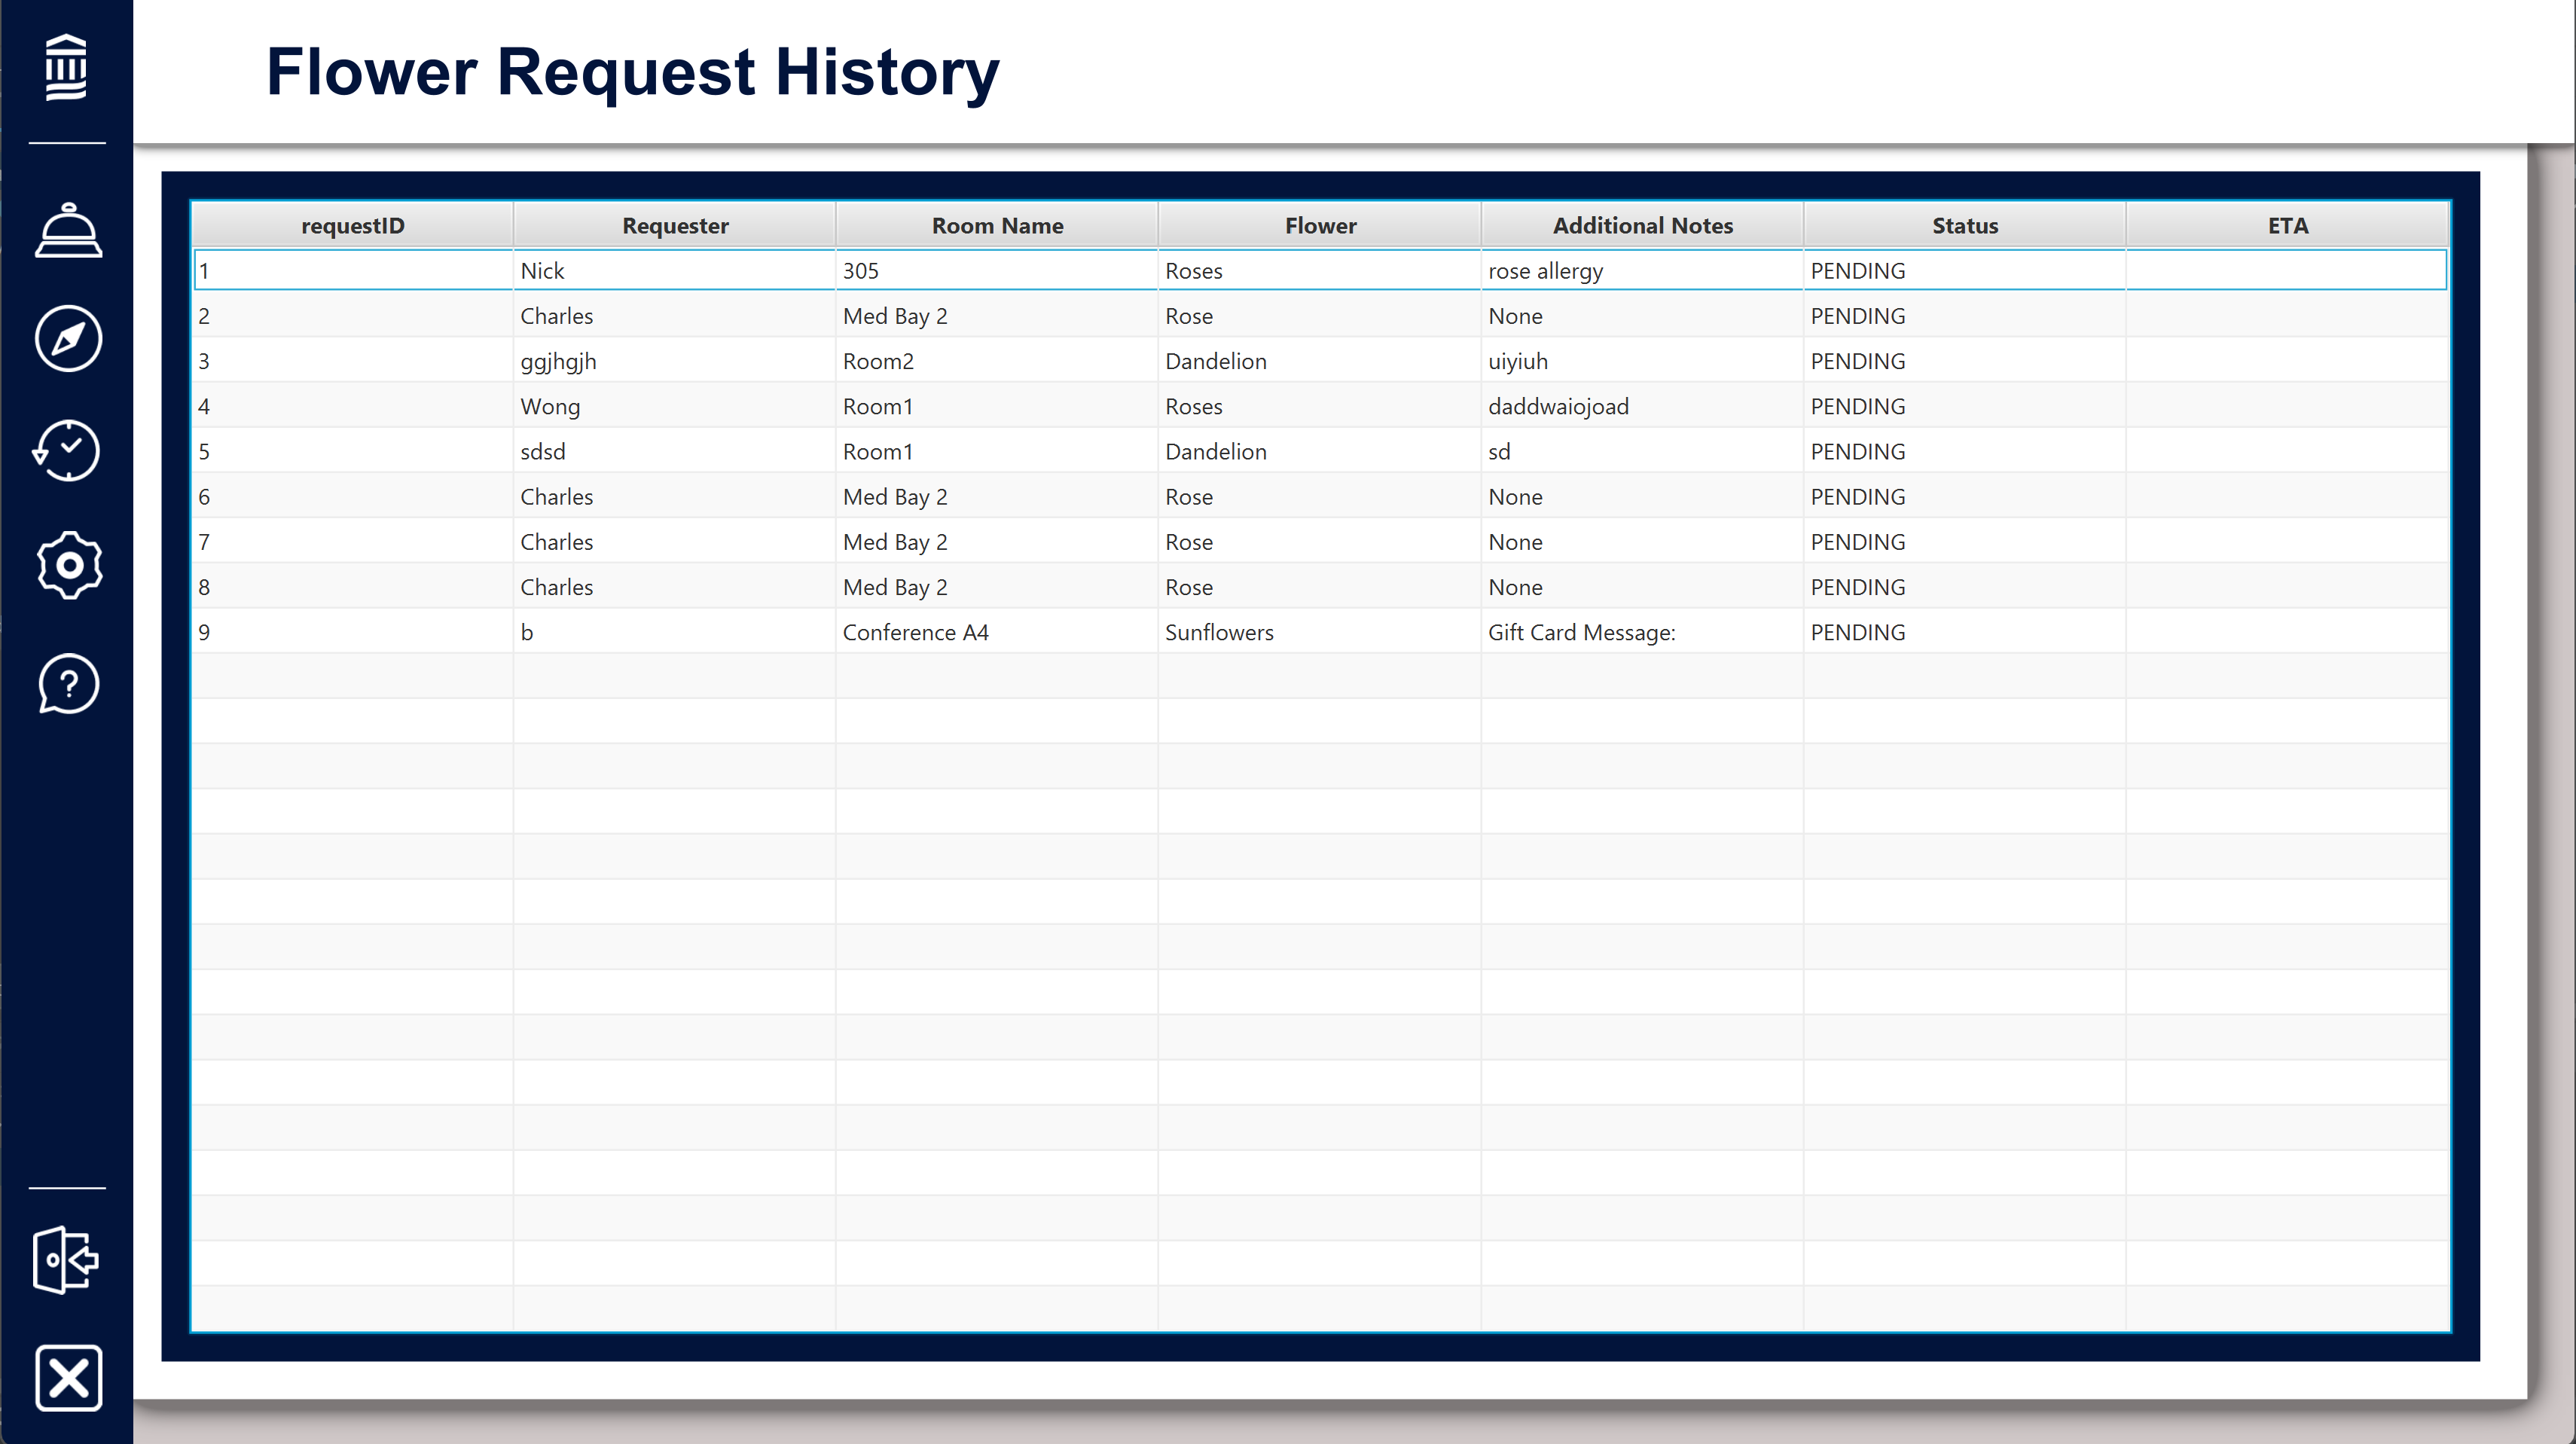 Flower Request History
requestID Requester Room Name Flower Additional Notes Status ETA
1 Nick 305 Roses rose allergy PENDING
2 Charles Med Bay 2 Rose None PENDING
3 ggjhgjh Room2 Dandelion uiyiuh PENDING
4 Wong Room1 Roses daddwaiojoad PENDING
5 sdsd Room1 Dandelion sd PENDING
6 Charles Med Bay 2 Rose None PENDING
7 Charles Med Bay 2 Rose None PENDING
8 Charles Med Bay 2 Rose None PENDING
9 b Conference A4 Sunflowers Gift Card Message: PENDING